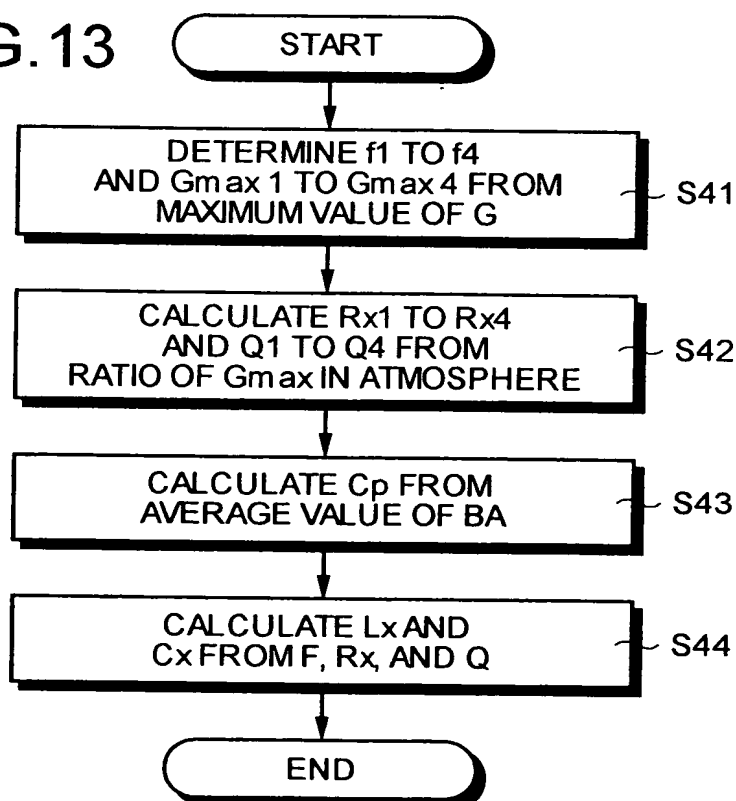 G.13
START
DETERMINE f1 TO f4
AND Gmax 1 TO Gmax 4 FROM
MAXIMUM VALUE OF G
S41
CALCULATE Rx1 TO Rx4
AND Q1 TO Q4 FROM
RATIO OF Gmax IN ATMOSPHERE
S42
CALCULATE Cp FROM
AVERAGE VALUE OF BA
S43
CALCULATE Lx AND
Cx FROM F, Rx, AND Q
S44
END